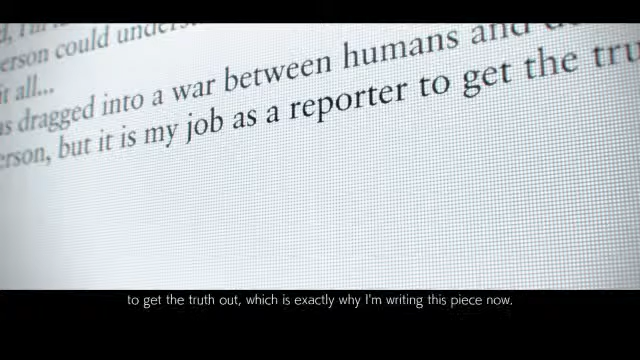 erson could unders
it all...
s dragged into a war between humans and
erson, but it is my job as a reporter to get the tru
to get the truth out, which is exactly why I'm writing this piece now.